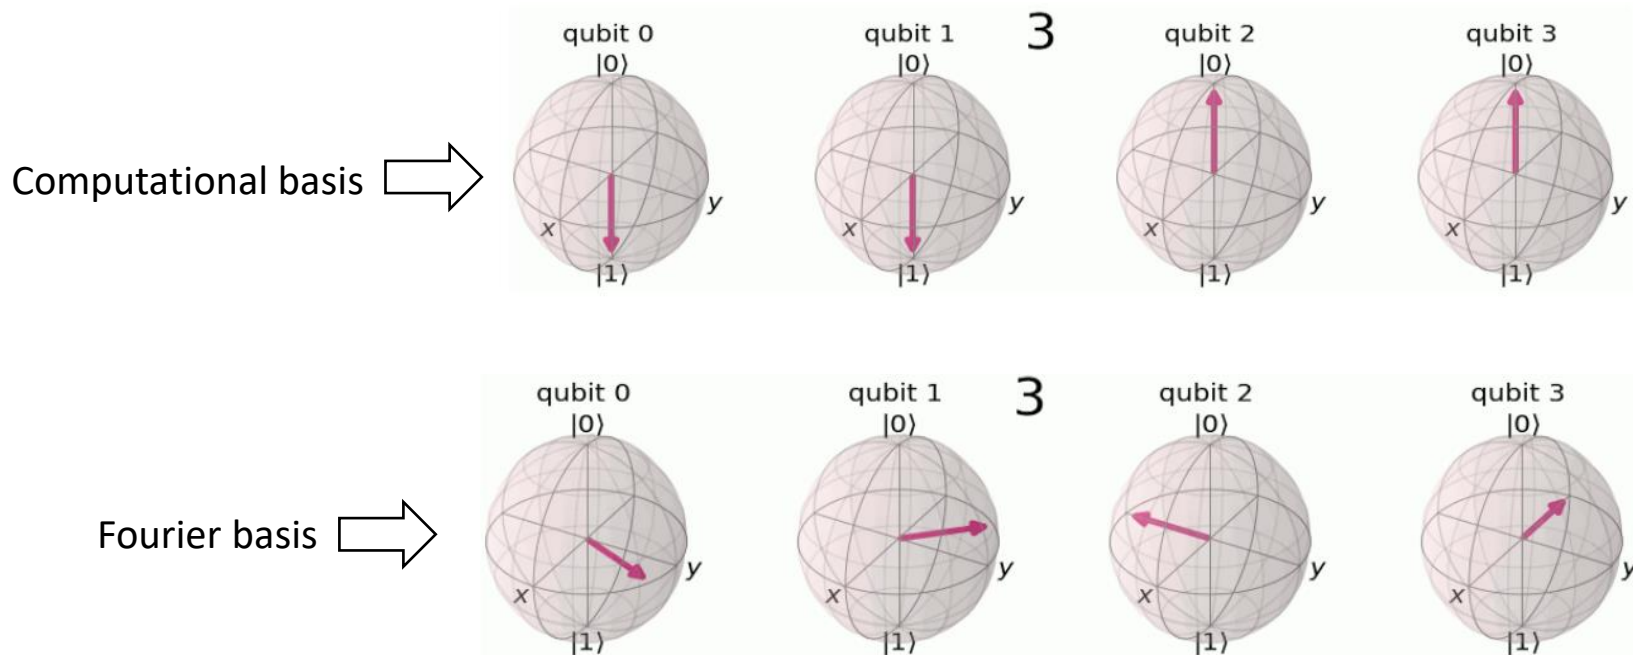 qubit 0 qubit 1 3 qubit 2 qubit 3
|0⟩ |0⟩ |0⟩ |0⟩
Computational basis
y y y y
x x x x
|1⟩ |1⟩ |1⟩ |1⟩
qubit 0 qubit 1 3 qubit 2 qubit 3
|0⟩ |0⟩ |0⟩ |0⟩
Fourier basis
y y y y
x x x x
|1⟩ |1⟩ |1⟩ |1⟩